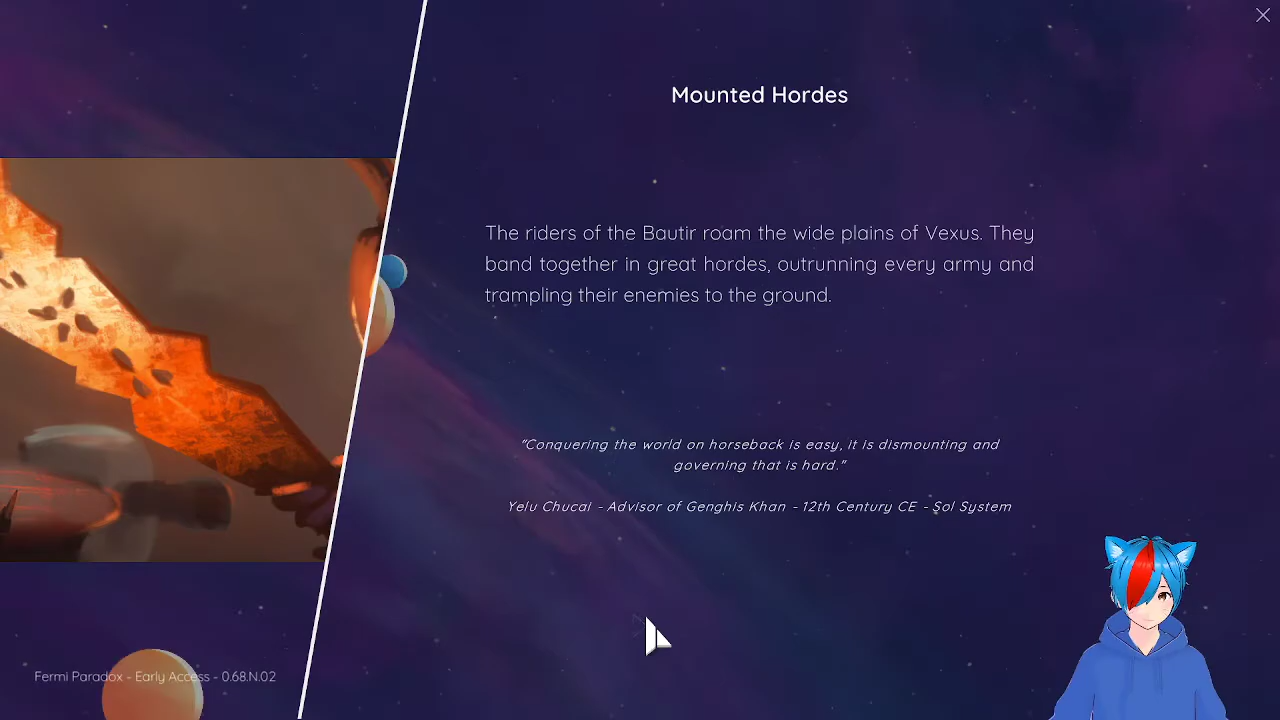 Mounted Hordes
The riders of the Bautir roam the wide plains of Vexus. They
band together in great hordes, outrunning every army and
trampling their enemies to the ground.
"Conquering the world on horseback is easy, it is dismounting and
governing that is hard."
Yelu Chucai - Advisor of Genghis Khan - 12th Century CE - Sol System
Fermi Paradox - Early Access - 0.68.N.02